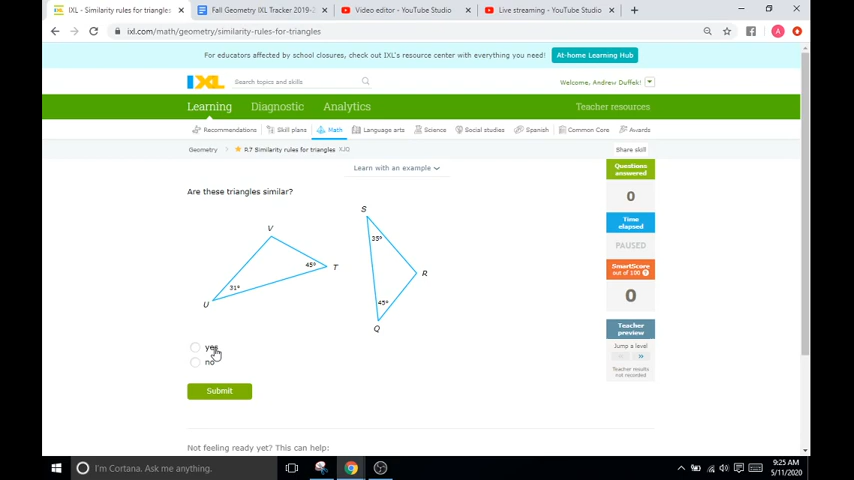 IXL - Similarity rules for triangles:
Fall Geometry IXL Tracker 2019-2
Video editor - YouTube Studio
Live streaming - YouTube Studio
ixl.com/math/geometry/similarity-rules-for-triangles
A
For educators affected by school closures, check out IXL's resource center with everything you need!
At-home Learning Hub
IXL
Search topics and skills
Welcome, Andrew Duffek!
Learning
Diagnostic
Analytics
Teacher resources
Recommendations
Skill plans
Math
Language arts
Science
Social studies
Spanish
Common Core
Awards
Geometry
R.7 Similarity rules for triangles
XJQ
Share skill
Learn with an example
Questions
answered
0
Time
elapsed
PAUSED
SmartScore
out of 100
0
Teacher
preview
Jump a level
Teacher results
not recorded
Are these triangles similar?
S
V
35°
45°
T
R
31°
U
45°
Q
yes
no
Submit
Not feeling ready yet? This can help:
I'm Cortana. Ask me anything.
9:25 AM
5/11/2020